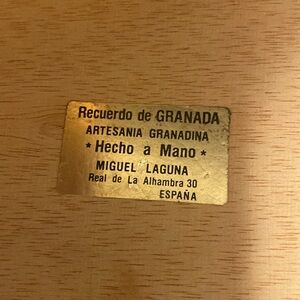 Recuerdo de GRANADA
ARTESANIA GRANADINA
* Hecho a Mano *
MIGUEL LAGUNA
Real de La Alhambra 30
ESPAÑA